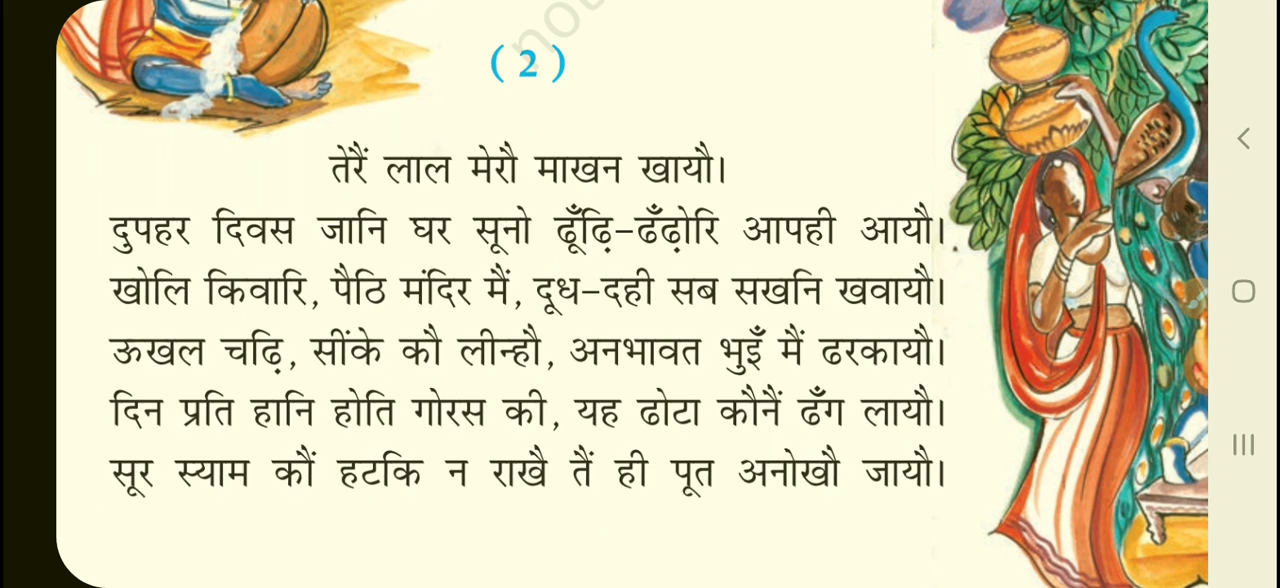 ( 2 )
तेरैं लाल मेरौ माखन खायौ।
दुपहर दिवस जानि घर सूनो ढूँढ़ि-ढँढ़ोरि आपही आयौ।
खोलि किवारि, पैठि मंदिर मैं, दूध-दही सब सखनि खवायौ।
ऊखल चढ़ि, सींके कौ लीन्हौ, अनभावत भुइँ मैं ढरकायौ।
दिन प्रति हानि होति गोरस की, यह ढोटा कौनैं ढँग लायौ।
सूर स्याम कौं हटकि न राखै तैं ही पूत अनोखौ जायौ।